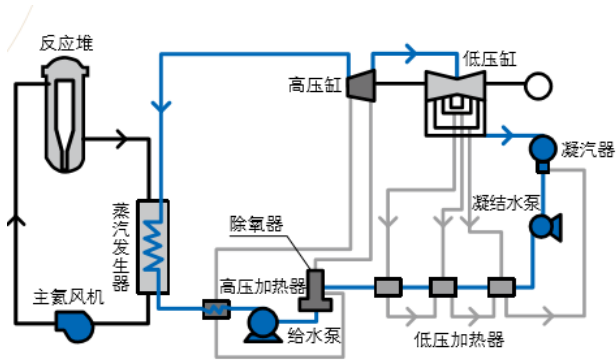 反应堆
高压缸
低压缸
凝汽器
蒸汽发生器
凝结水泵
除氧器
高压加热器
主氦风机
给水泵
低压加热器